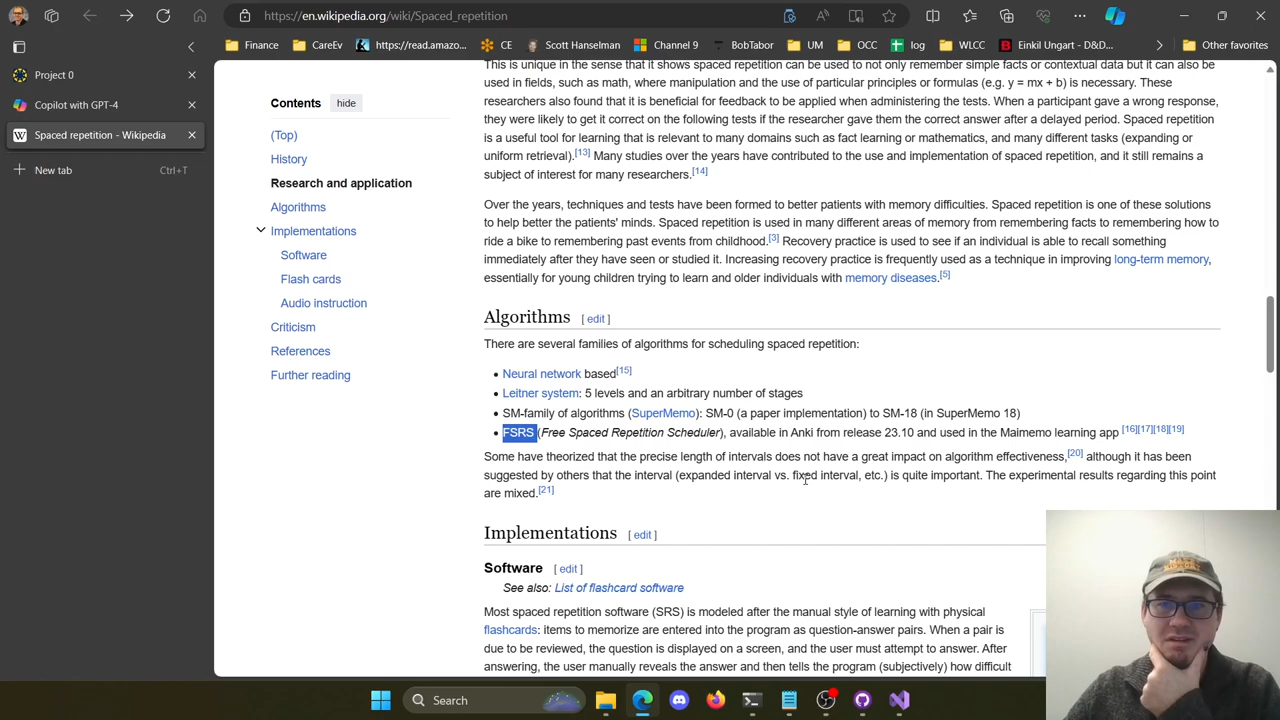 https://en.wikipedia.org/wiki/Spaced_repetition
Finance
CareEv
https://read.amazo...
CE
Scott Hanselman
Channel 9
BobTabor
UM
OCC
log
WLCC
Einkil Ungart - D&D...
Other favorites
Project 0
Copilot with GPT-4
Spaced repetition - Wikipedia
New tab
Ctrl+T
Contents
hide
(Top)
History
Research and application
Algorithms
Implementations
Software
Flash cards
Audio instruction
Criticism
References
Further reading
This is unique in the sense that it shows spaced repetition can be used to not only remember simple facts or contextual data but it can also be
used in fields, such as math, where manipulation and the use of particular principles or formulas (e.g. y = mx + b) is necessary. These
researchers also found that it is beneficial for feedback to be applied when administering the tests. When a participant gave a wrong response,
they were likely to get it correct on the following tests if the researcher gave them the correct answer after a delayed period. Spaced repetition
is a useful tool for learning that is relevant to many domains such as fact learning or mathematics, and many different tasks (expanding or
uniform retrieval).[13] Many studies over the years have contributed to the use and implementation of spaced repetition, and it still remains a
subject of interest for many researchers.[14]
Over the years, techniques and tests have been formed to better patients with memory difficulties. Spaced repetition is one of these solutions
to help better the patients' minds. Spaced repetition is used in many different areas of memory from remembering facts to remembering how to
ride a bike to remembering past events from childhood.[3] Recovery practice is used to see if an individual is able to recall something
immediately after they have seen or studied it. Increasing recovery practice is frequently used as a technique in improving long-term memory,
essentially for young children trying to learn and older individuals with memory diseases.[5]
Algorithms [ edit ]
There are several families of algorithms for scheduling spaced repetition:
• Neural network based[15]
• Leitner system: 5 levels and an arbitrary number of stages
• SM-family of algorithms (SuperMemo): SM-0 (a paper implementation) to SM-18 (in SuperMemo 18)
• FSRS (Free Spaced Repetition Scheduler), available in Anki from release 23.10 and used in the Maimemo learning app [16][17][18][19]
Some have theorized that the precise length of intervals does not have a great impact on algorithm effectiveness,[20] although it has been
suggested by others that the interval (expanded interval vs. fixed interval, etc.) is quite important. The experimental results regarding this point
are mixed.[21]
Implementations [ edit ]
Software [ edit ]
See also: List of flashcard software
Most spaced repetition software (SRS) is modeled after the manual style of learning with physical
flashcards: items to memorize are entered into the program as question-answer pairs. When a pair is
due to be reviewed, the question is displayed on a screen, and the user must attempt to answer. After
answering, the user manually reveals the answer and then tells the program (subjectively) how difficult
Search